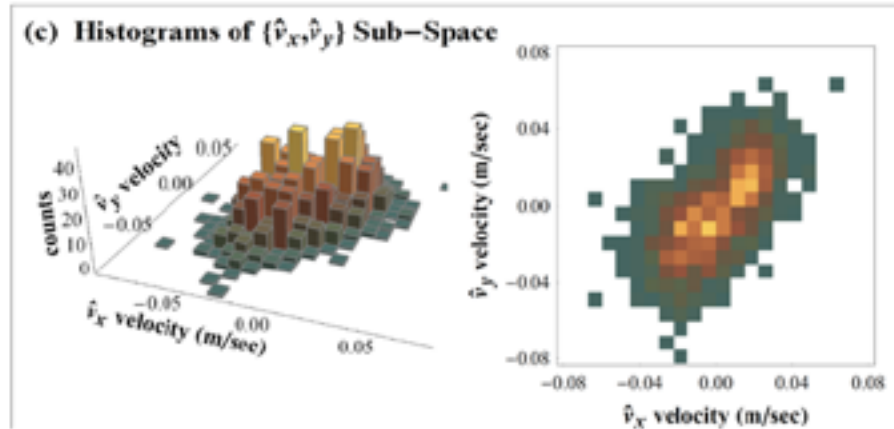 (c) Histograms of {v̂x,v̂y} Sub−Space
counts
40
30
20
10
0
v̂y velocity
0.05
0.00
−0.05
−0.05
0.00
0.05
v̂x velocity (m/sec)
v̂y velocity (m/sec)
0.08
0.04
0.00
−0.04
−0.08
−0.08 −0.04 0.00 0.04 0.08
v̂x velocity (m/sec)